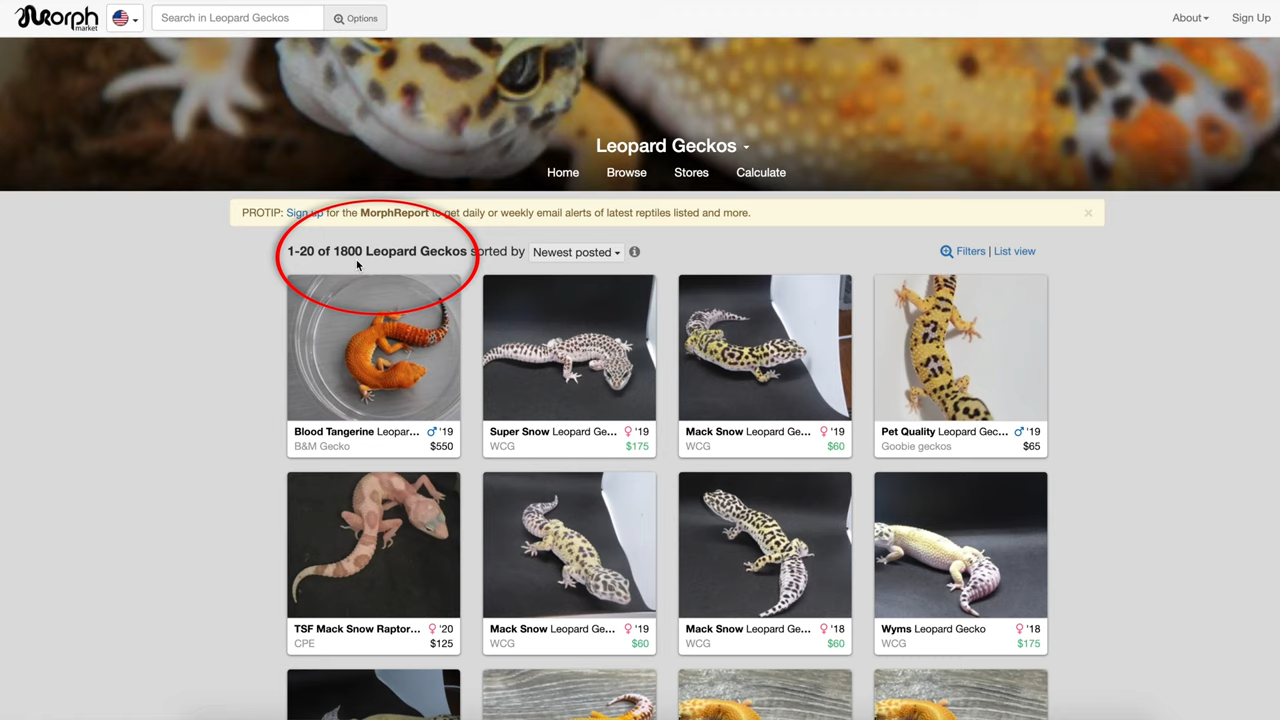 Morph
market
Search in Leopard Geckos
Options
About
Sign Up
Leopard Geckos
Home
Browse
Stores
Calculate
PROTIP: Sign up for the MorphReport to get daily or weekly email alerts of latest reptiles listed and more.
×
1-20 of 1800 Leopard Geckos sorted by
Newest posted
Filters | List view
Blood Tangerine Leopar... ♂ '19
B&M Gecko $550
Super Snow Leopard Ge... ♀ '19
WCG $175
Mack Snow Leopard Ge... ♀ '19
WCG $60
Pet Quality Leopard Gec... ♂ '19
Goobie geckos $65
TSF Mack Snow Raptor... ♀ '20
CPE $125
Mack Snow Leopard Ge... ♀ '19
WCG $60
Mack Snow Leopard Ge... ♀ '18
WCG $60
Wyms Leopard Gecko ♀ '18
WCG $175